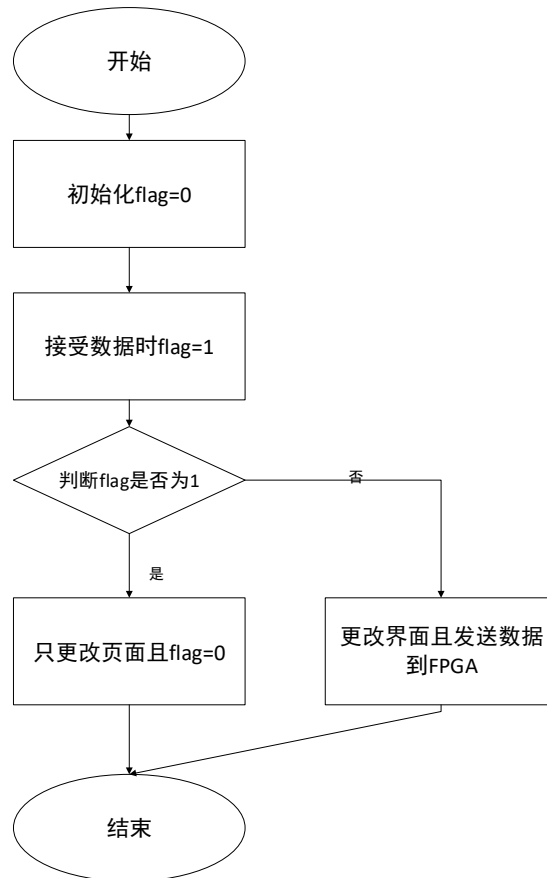 开始
初始化flag=0
接受数据时flag=1
判断flag是否为1
否
是
只更改页面且flag=0
更改界面且发送数据
到FPGA
结束